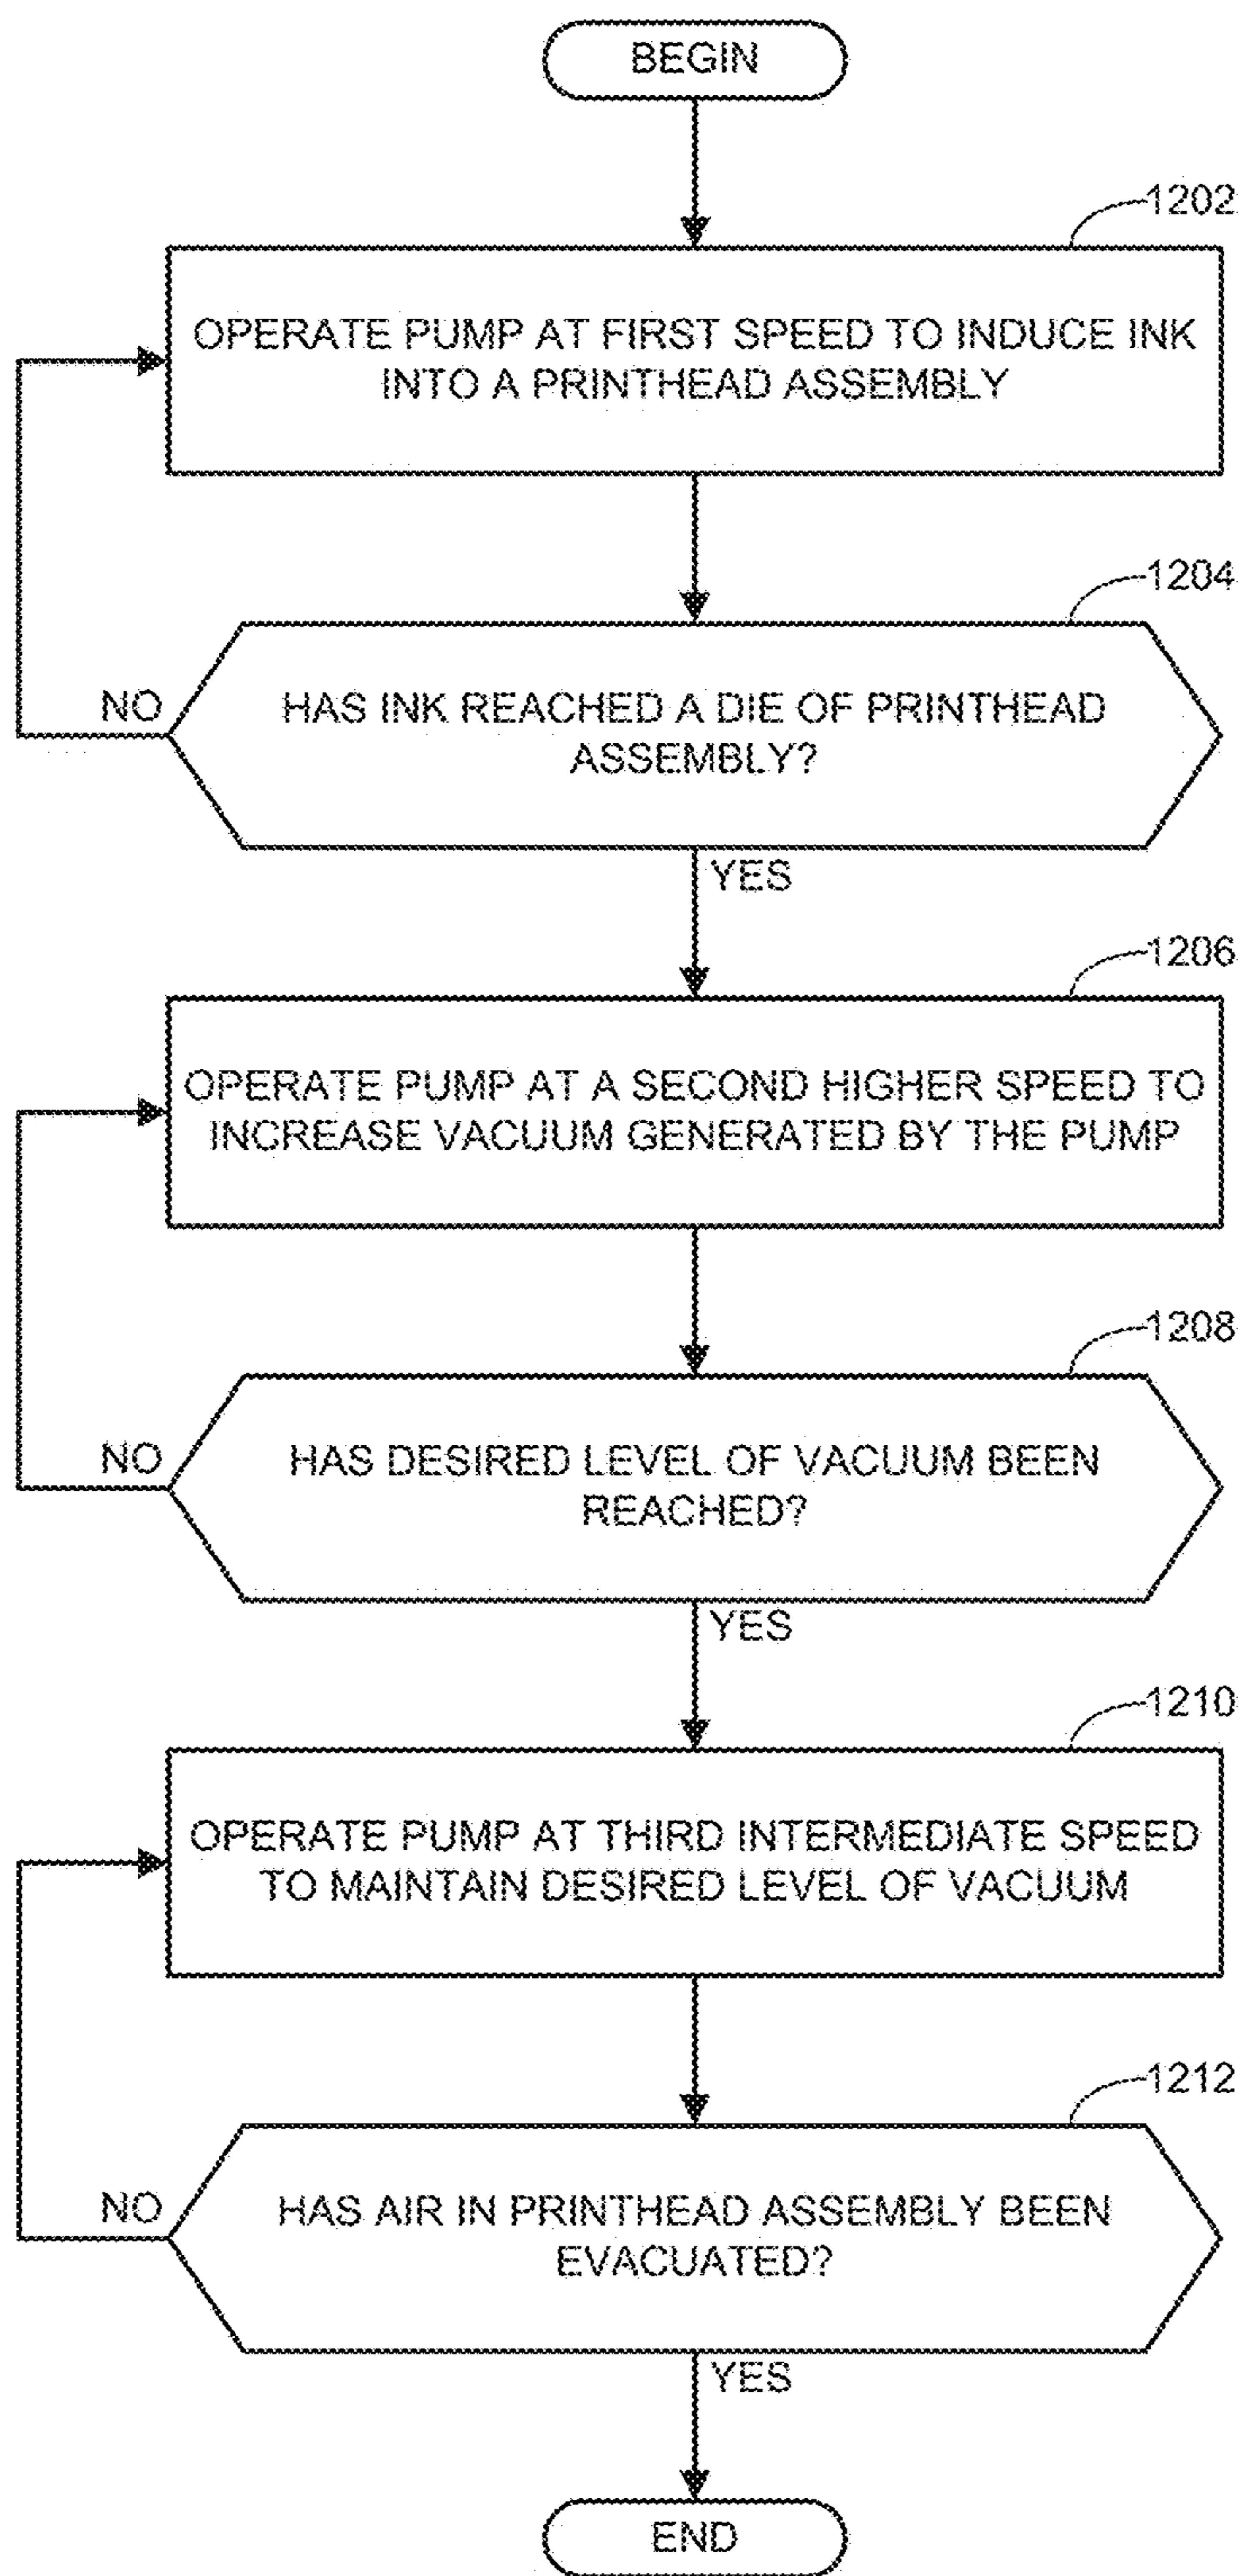 BEGIN
1202
OPERATE PUMP AT FIRST SPEED TO INDUCE INK
INTO A PRINTHEAD ASSEMBLY
1204
HAS INK REACHED A DIE OF PRINTHEAD
ASSEMBLY?
NO
YES
1206
OPERATE PUMP AT A SECOND HIGHER SPEED TO
INCREASE VACUUM GENERATED BY THE PUMP
1208
HAS DESIRED LEVEL OF VACUUM BEEN
REACHED?
NO
YES
1210
OPERATE PUMP AT THIRD INTERMEDIATE SPEED
TO MAINTAIN DESIRED LEVEL OF VACUUM
1212
HAS AIR IN PRINTHEAD ASSEMBLY BEEN
EVACUATED?
NO
YES
END